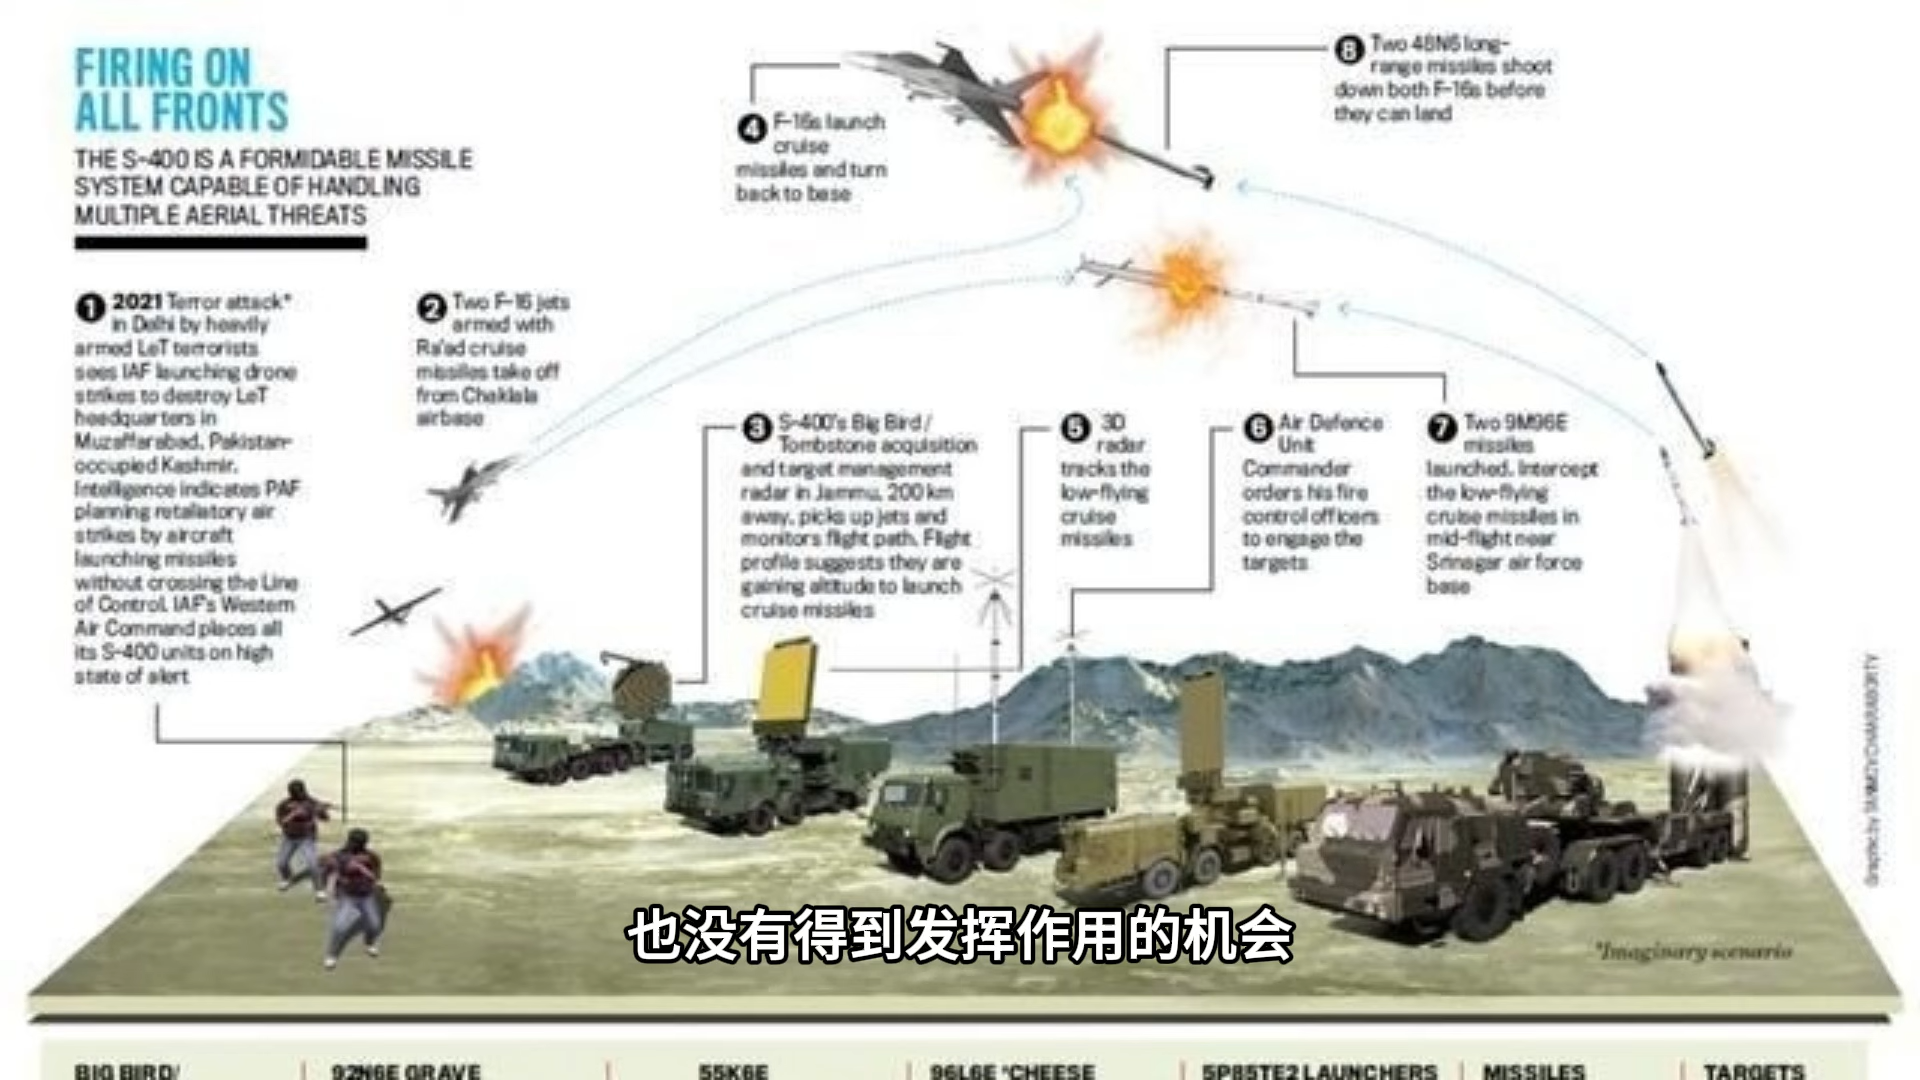 FIRING ON
ALL FRONTS
THE S-400 IS A FORMIDABLE MISSILE
SYSTEM CAPABLE OF HANDLING
MULTIPLE AERIAL THREATS
1 2021 Terror attack*
in Delhi by heavily
armed LeT terrorists
sees IAF launching drone
strikes to destroy LeT
headquarters in
Muzaffarabad, Pakistan-
occupied Kashmir.
Intelligence indicates PAF
planning retaliatory air
strikes by aircraft
launching missiles
without crossing the Line
of Control. IAF's Western
Air Command places all
its S-400 units on high
state of alert
2 Two F-16 jets
armed with
Ra'ad cruise
missiles take off
from Chaklala
airbase
3 S-400's Big Bird /
Tombstone acquisition
and target management
radar in Jammu, 200 km
away, picks up jets and
monitors flight path. Flight
profile suggests they are
gaining altitude to launch
cruise missiles
4 F-16s launch
cruise
missiles and turn
back to base
5 3D
radar
tracks the
low-flying
cruise
missiles
6 Air Defence
Unit
Commander
orders his fire
control officers
to engage the
targets
7 Two 9M96E
missiles
launched. Intercept
the low-flying
cruise missiles in
mid-flight near
Srinagar air force
base
8 Two 48N6 long-
range missiles shoot
down both F-16s before
they can land
Graphic by
也没有得到发挥作用的机会
*Imaginary scenario
BIG BIRD/
92N6E GRAVE
55K6E
96L6E "CHEESE
5P85TE2 LAUNCHERS
MISSILES
TARGETS